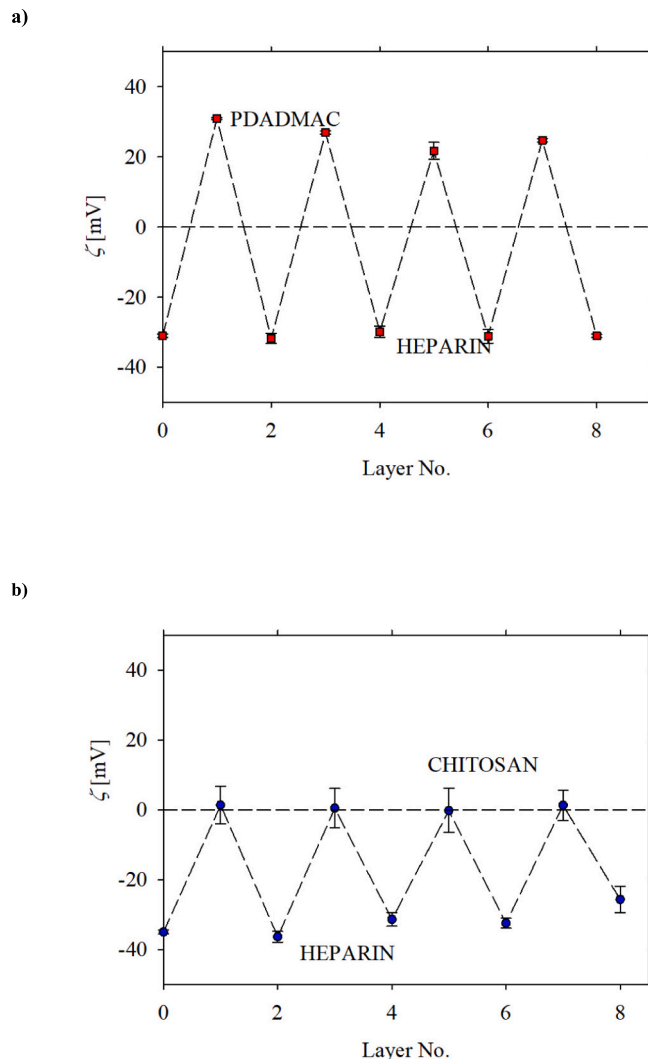 a)
40
PDADMAC
20
0
ζ [mV]
-20
HEPARIN
-40
0 2 4 6 8
Layer No.
b)
40
CHITOSAN
20
0
ζ [mV]
-20
-40
HEPARIN
0 2 4 6 8
Layer No.